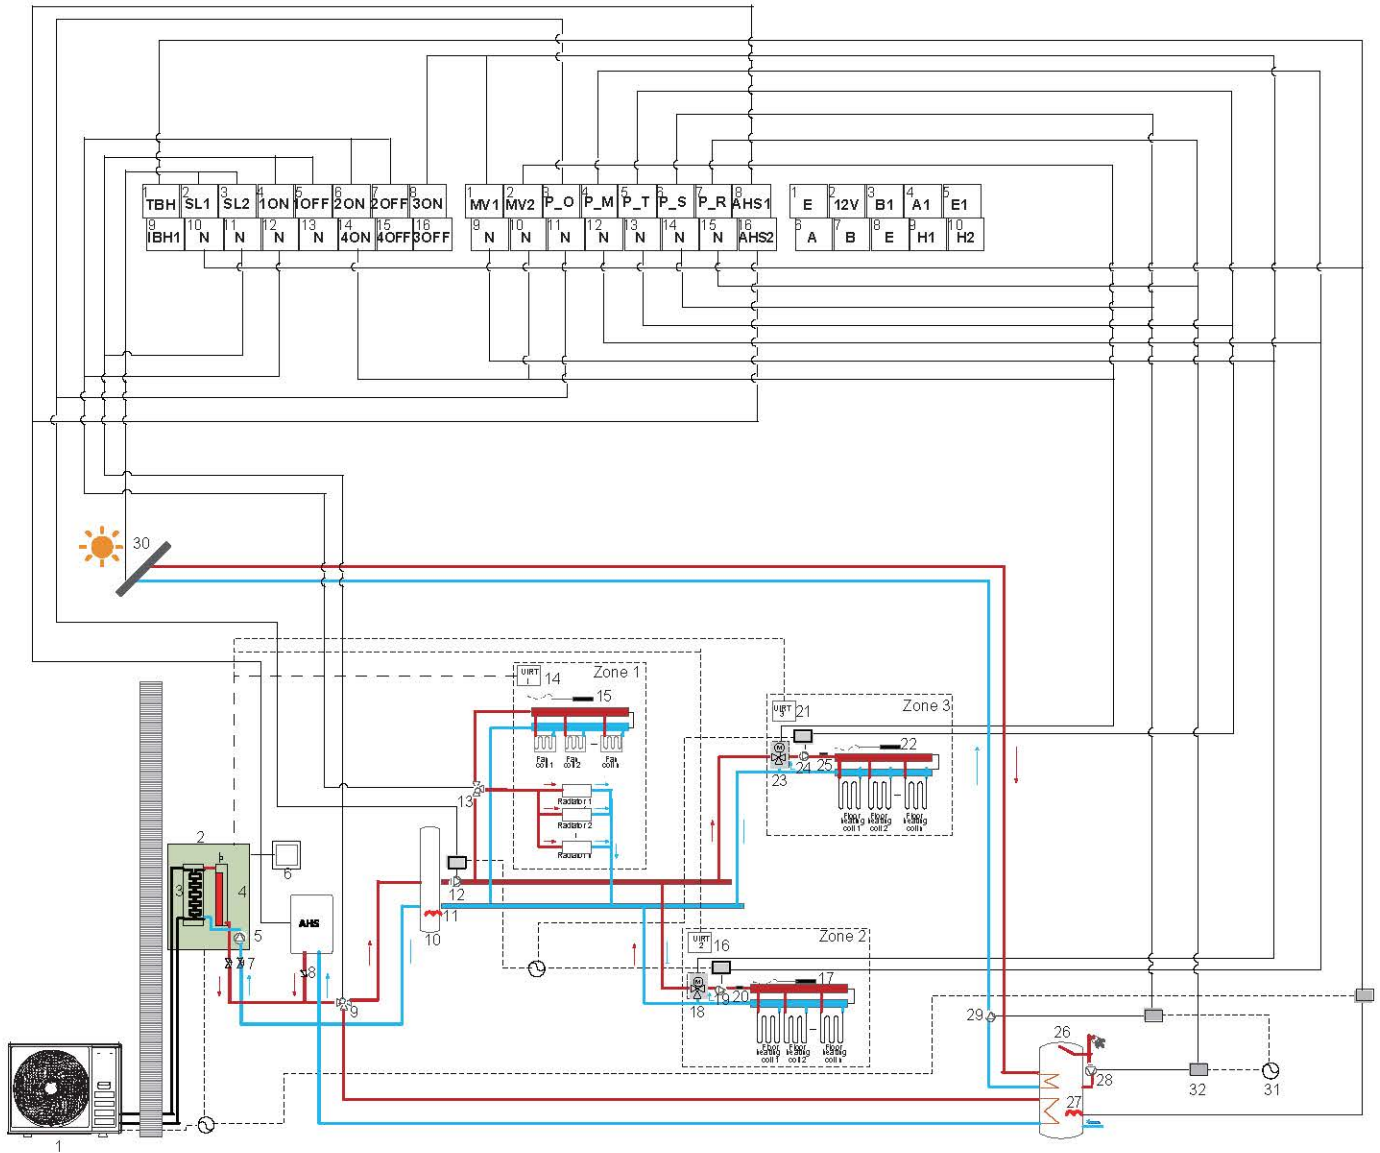 1 2 3 4 5 6 7 8
TBH SL1 SL2 1ON 1OFF 2ON 2OFF 3ON
9 10 11 12 13 14 15 16
IBH1 N N N N 4ON 4OFF 3OFF
1 2 3 4 5 6 7 8
MV1 MV2 P_O P_M P_T P_S P_R AHS1
9 10 11 12 13 14 15 16
N N N N N N N AHS2
1 2 3 4 5
E 12V B1 A1 E1
6 7 8 9 10
A B E H1 H2
30
Zone 1
VIRT
1
14
15
Fan
coil 1
Fan
coil 2
Fan
coil n
13
Radiator 1
Radiator 2
Radiator n
Zone 3
VIRT
3
21
M
22
23
24
25
Floor
heating
coil 1
Floor
heating
coil 2
Floor
heating
coil n
2
3
4
5
6
7
AHS
8
9
10
11
12
Zone 2
VIRT
2
16
M
17
18
19
20
Floor
heating
coil 1
Floor
heating
coil 2
Floor
heating
coil n
29
26
27
28
32
31
1